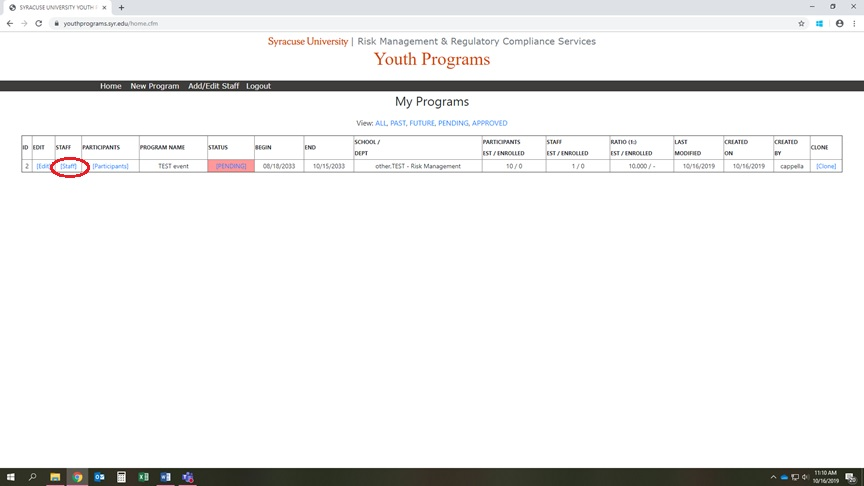 SYRACUSE UNIVERSITY YOUTH
youthprograms.syr.edu/home.cfm
Syracuse University | Risk Management & Regulatory Compliance Services
Youth Programs
Home New Program Add/Edit Staff Logout
My Programs
View: ALL, PAST, FUTURE, PENDING, APPROVED
ID EDIT STAFF PARTICIPANTS PROGRAM NAME STATUS BEGIN END SCHOOL / DEPT PARTICIPANTS EST / ENROLLED STAFF EST / ENROLLED RATIO (1:) EST / ENROLLED LAST MODIFIED CREATED ON CREATED BY CLONE
2 [Edit] [Staff] [Participants] TEST event [PENDING] 08/18/2033 10/15/2033 other.TEST - Risk Management 10 / 0 1 / 0 10.000 / - 10/16/2019 10/16/2019 cappella [Clone]
11:10 AM
10/16/2019